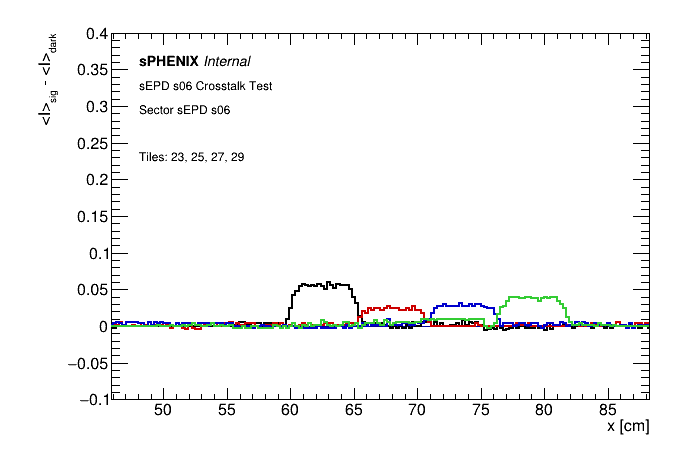 <I>sig - <I>dark
0.4
0.35
0.3
0.25
0.2
0.15
0.1
0.05
0
−0.05
−0.1
sPHENIX Internal
sEPD s06 Crosstalk Test
Sector sEPD s06
Tiles: 23, 25, 27, 29
50 55 60 65 70 75 80 85
x [cm]